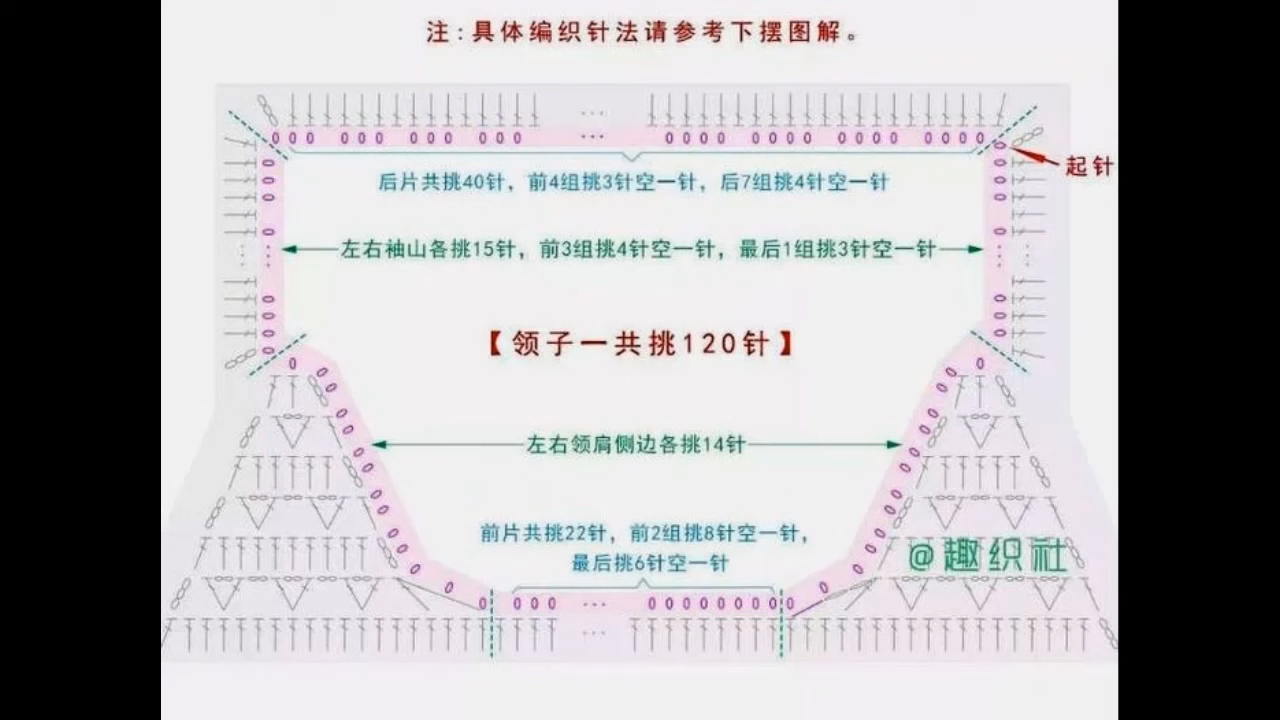 注:具体编织针法请参考下摆图解。
后片共挑40针，前4组挑3针空一针，后7组挑4针空一针
起针
左右袖山各挑15针，前3组挑4针空一针，最后1组挑3针空一针
【领子一共挑120针】
左右领肩侧边各挑14针
前片共挑22针，前2组挑8针空一针，
最后挑6针空一针
@趣织社